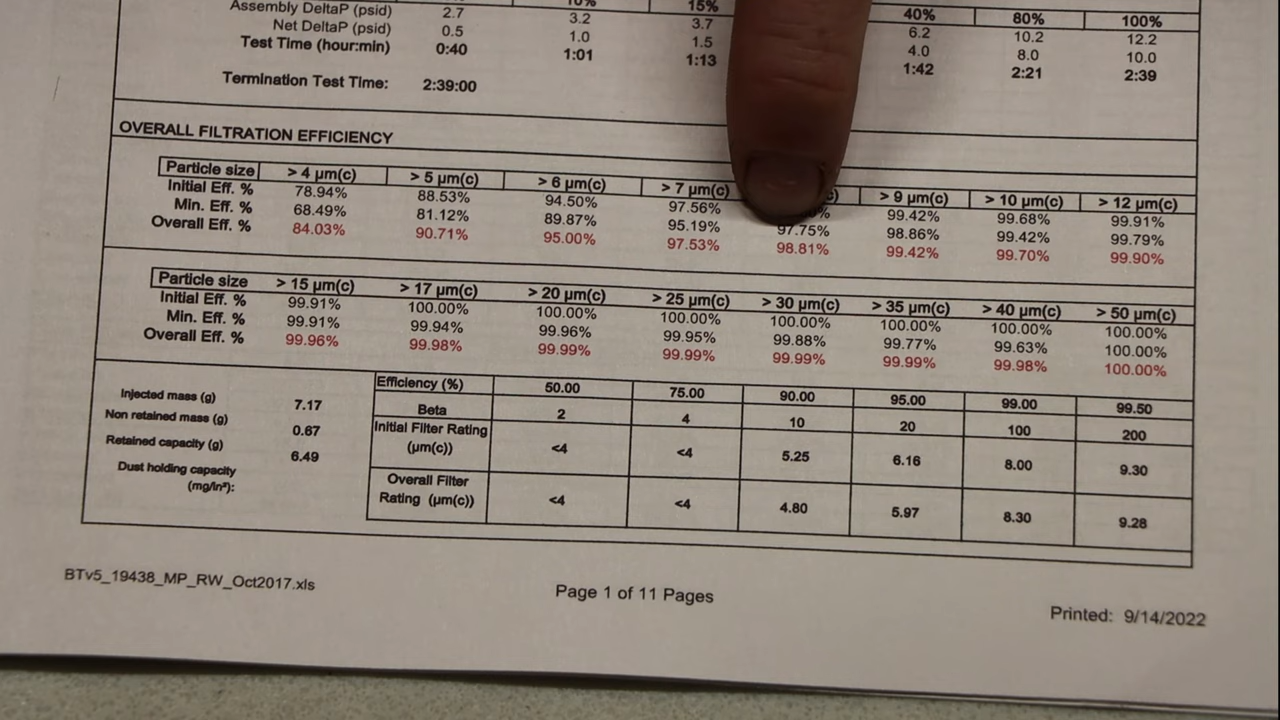 10% 15% 40% 80% 100%
Assembly DeltaP (psid) 2.7 3.2 3.7 6.2 10.2 12.2
Net DeltaP (psid) 0.5 1.0 1.5 4.0 8.0 10.0
Test Time (hour:min) 0:40 1:01 1:13 1:42 2:21 2:39
Termination Test Time: 2:39:00
OVERALL FILTRATION EFFICIENCY
Particle size > 4 µm(c) > 5 µm(c) > 6 µm(c) > 7 µm(c) > 9 µm(c) > 10 µm(c) > 12 µm(c)
Initial Eff. % 78.94% 88.53% 94.50% 97.56% 99.42% 99.68% 99.91%
Min. Eff. % 68.49% 81.12% 89.87% 95.19% 97.75% 98.86% 99.42% 99.79%
Overall Eff. % 84.03% 90.71% 95.00% 97.53% 98.81% 99.42% 99.70% 99.90%
Particle size > 15 µm(c) > 17 µm(c) > 20 µm(c) > 25 µm(c) > 30 µm(c) > 35 µm(c) > 40 µm(c) > 50 µm(c)
Initial Eff. % 99.91% 100.00% 100.00% 100.00% 100.00% 100.00% 100.00% 100.00%
Min. Eff. % 99.91% 99.94% 99.96% 99.95% 99.88% 99.77% 99.63% 100.00%
Overall Eff. % 99.96% 99.98% 99.99% 99.99% 99.99% 99.99% 99.98% 100.00%
Injected mass (g) 7.17
Non retained mass (g) 0.67
Retained capacity (g) 6.49
Dust holding capacity
(mg/in²):
Efficiency (%) 50.00 75.00 90.00 95.00 99.00 99.50
Beta 2 4 10 20 100 200
Initial Filter Rating
(µm(c)) <4 <4 5.25 6.16 8.00 9.30
Overall Filter
Rating (µm(c)) <4 <4 4.80 5.97 8.30 9.28
BTv5_19438_MP_RW_Oct2017.xls
Page 1 of 11 Pages
Printed: 9/14/2022